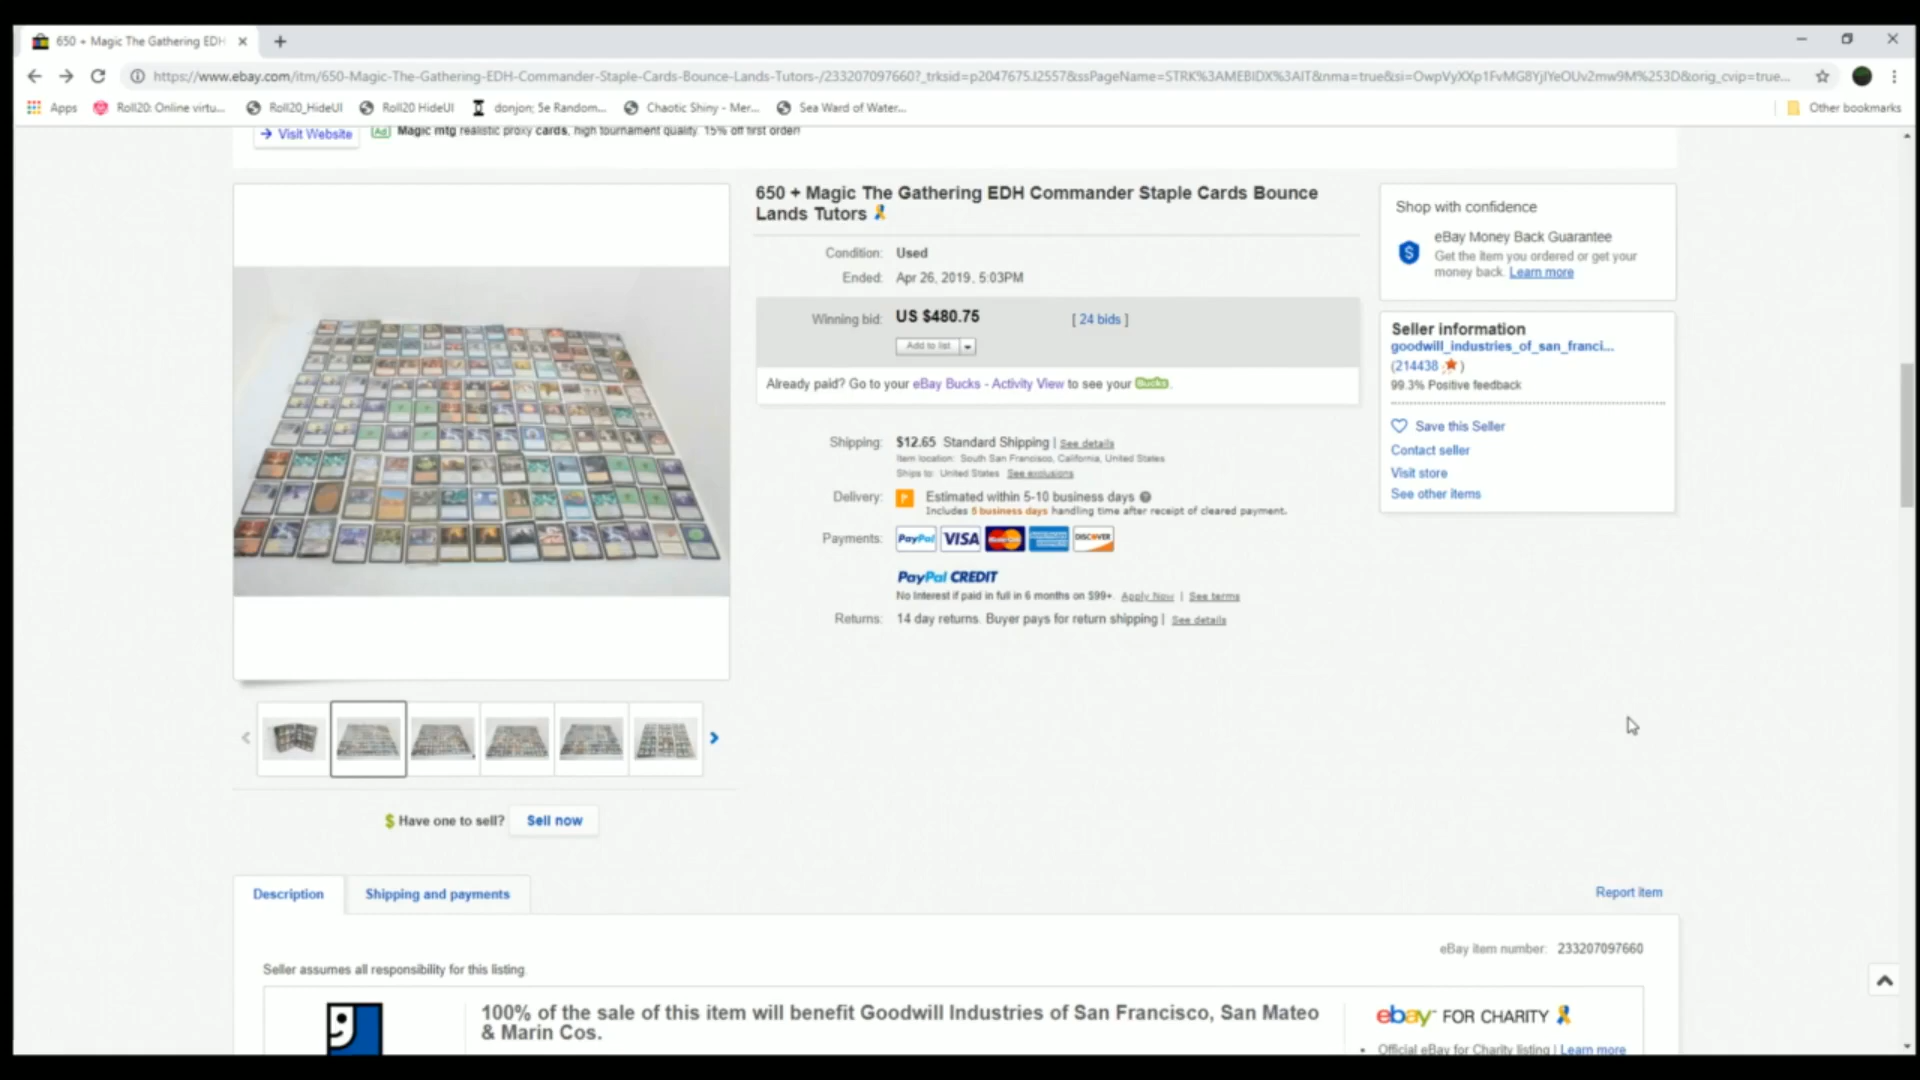 650 + Magic The Gathering EDH
https://www.ebay.com/itm/650-Magic-The-Gathering-EDH-Commander-Staple-Cards-Bounce-Lands-Tutors-/233207097660?_trksid=p2047675.l2557&ssPageName=STRK%3AMEBIDX%3AIT&nma=true&si=OwpVyXXp1FvMG8YjlYeOUv2mw9M%253D&orig_cvip=true...
Apps Roll20: Online virtu... Roll20_HideUI Roll20 HideUI donjon; 5e Random... Chaotic Shiny - Mer... Sea Ward of Water... Other bookmarks
→ Visit Website Ad Magic mtg realistic proxy cards, high tournament quality. 15% off first order!
650 + Magic The Gathering EDH Commander Staple Cards Bounce
Lands Tutors
Condition: Used
Ended: Apr 26, 2019, 5:03PM
Winning bid: US $480.75 [ 24 bids ]
Add to list
Already paid? Go to your eBay Bucks - Activity View to see your Bucks.
Shipping: $12.65 Standard Shipping | See details
Item location: South San Francisco, California, United States
Ships to: United States See exclusions
Delivery: P Estimated within 5-10 business days ?
Includes 5 business days handling time after receipt of cleared payment.
Payments: PayPal VISA MasterCard AMERICAN EXPRESS DISCOVER
PayPal CREDIT
No Interest if paid in full in 6 months on $99+. Apply Now | See terms
Returns: 14 day returns. Buyer pays for return shipping | See details
Shop with confidence
eBay Money Back Guarantee
Get the item you ordered or get your
money back. Learn more
Seller information
goodwill_industries_of_san_franci...
(214438 )
99.3% Positive feedback
Save this Seller
Contact seller
Visit store
See other items
$ Have one to sell? Sell now
Description Shipping and payments
Report item
eBay item number: 233207097660
Seller assumes all responsibility for this listing.
100% of the sale of this item will benefit Goodwill Industries of San Francisco, San Mateo
& Marin Cos.
ebay FOR CHARITY
• Official eBay for Charity listing | Learn more